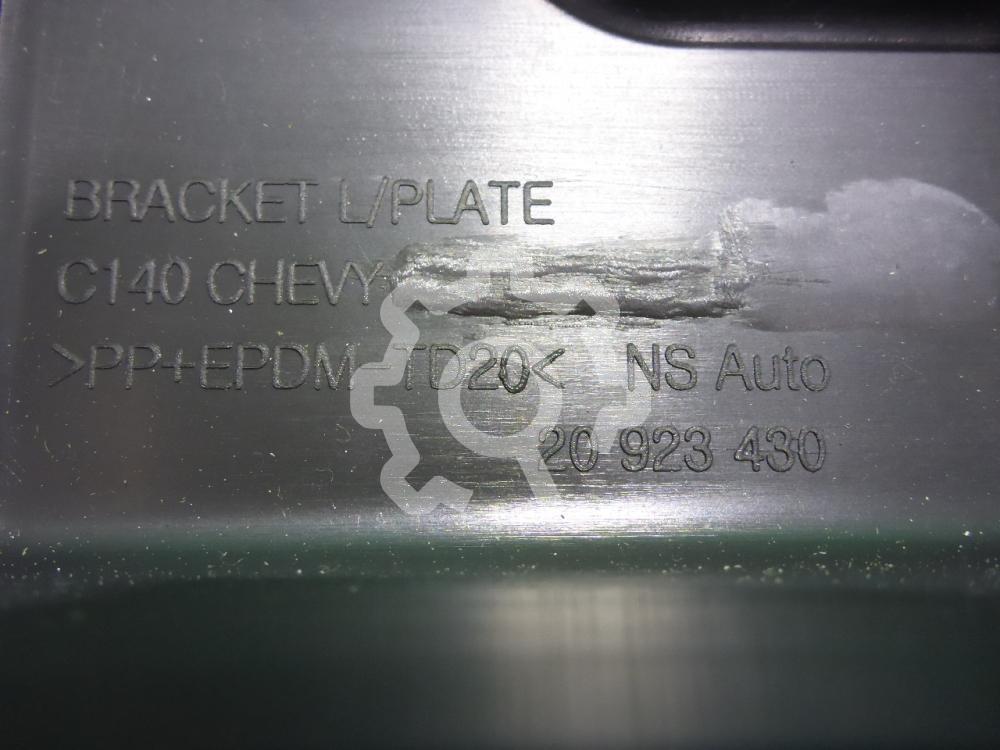 BRACKET L/PLATE
C140 CHEVY
>PP+EPDM-TD20< NS Auto
20 923 430